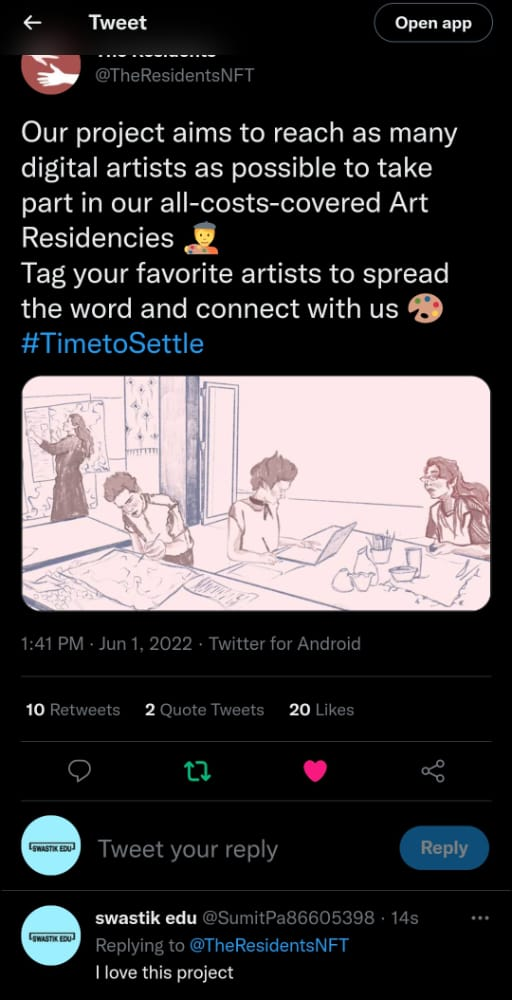 Tweet
Open app
The Residents
@TheResidentsNFT
Our project aims to reach as many
digital artists as possible to take
part in our all-costs-covered Art
Residencies 👨‍🎨
Tag your favorite artists to spread
the word and connect with us 🎨
#TimetoSettle
1:41 PM · Jun 1, 2022 · Twitter for Android
10 Retweets 2 Quote Tweets 20 Likes
SWASTIK EDU
Tweet your reply
Reply
SWASTIK EDU
swastik edu @SumitPa86605398 · 14s
Replying to @TheResidentsNFT
I love this project